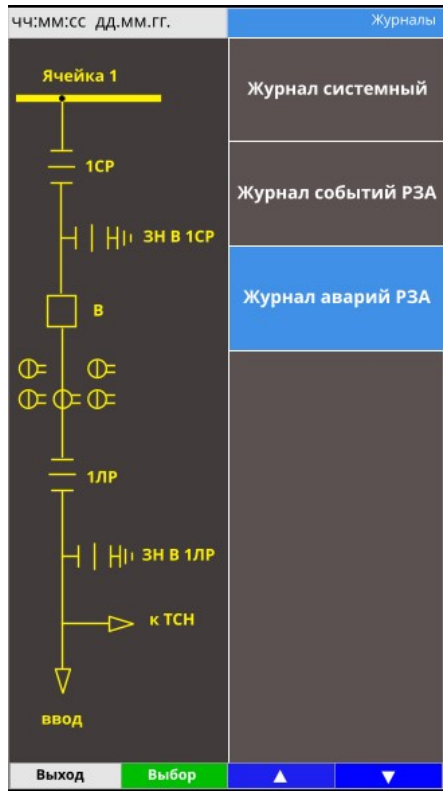 чч:мм:сс дд.мм.гг.
Журналы
Ячейка 1
1СР
ЗН В 1СР
В
1ЛР
ЗН В 1ЛР
к ТСН
ввод
Журнал системный
Журнал событий РЗА
Журнал аварий РЗА
Выход
Выбор